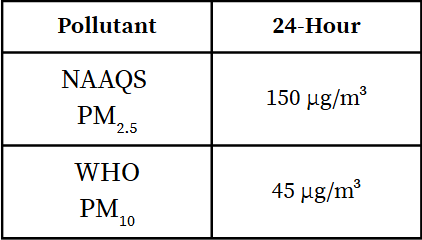 Pollutant 24-Hour
NAAQS
PM₂.₅
150 µg/m³
WHO
PM₁₀
45 µg/m³